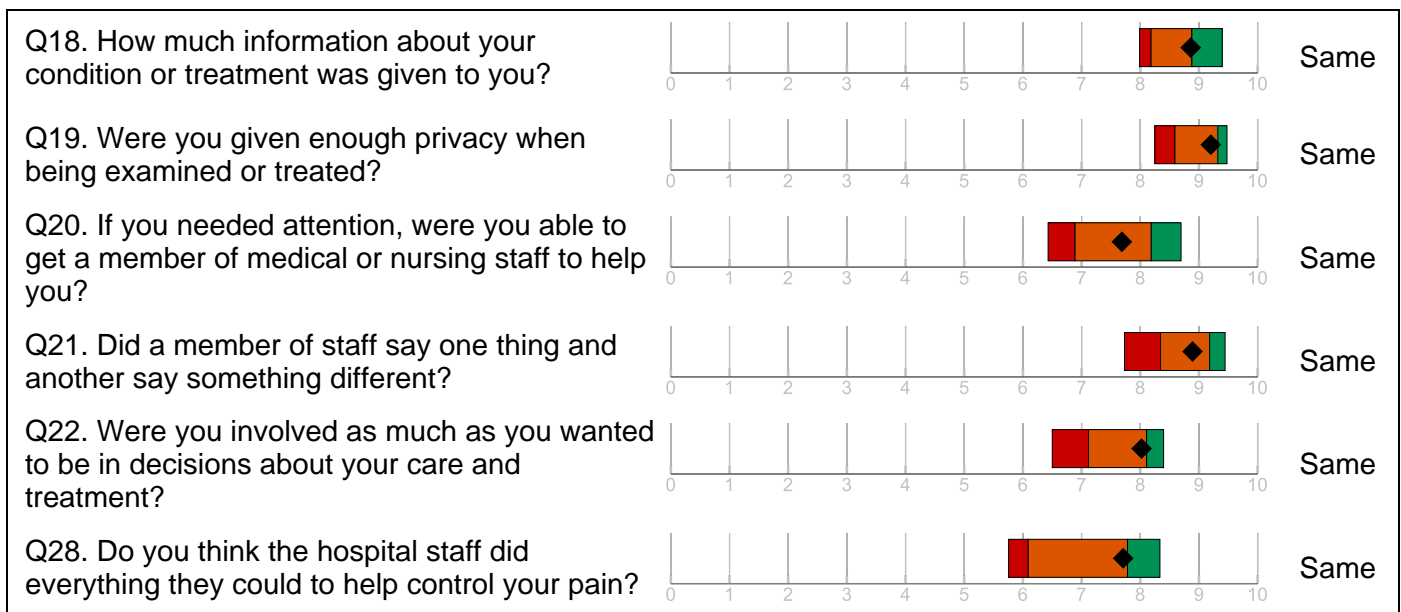 Q18. How much information about your
condition or treatment was given to you?
0 1 2 3 4 5 6 7 8 9 10
Same
Q19. Were you given enough privacy when
being examined or treated?
0 1 2 3 4 5 6 7 8 9 10
Same
Q20. If you needed attention, were you able to
get a member of medical or nursing staff to help
you?
0 1 2 3 4 5 6 7 8 9 10
Same
Q21. Did a member of staff say one thing and
another say something different?
0 1 2 3 4 5 6 7 8 9 10
Same
Q22. Were you involved as much as you wanted
to be in decisions about your care and
treatment?
0 1 2 3 4 5 6 7 8 9 10
Same
Q28. Do you think the hospital staff did
everything they could to help control your pain?
0 1 2 3 4 5 6 7 8 9 10
Same